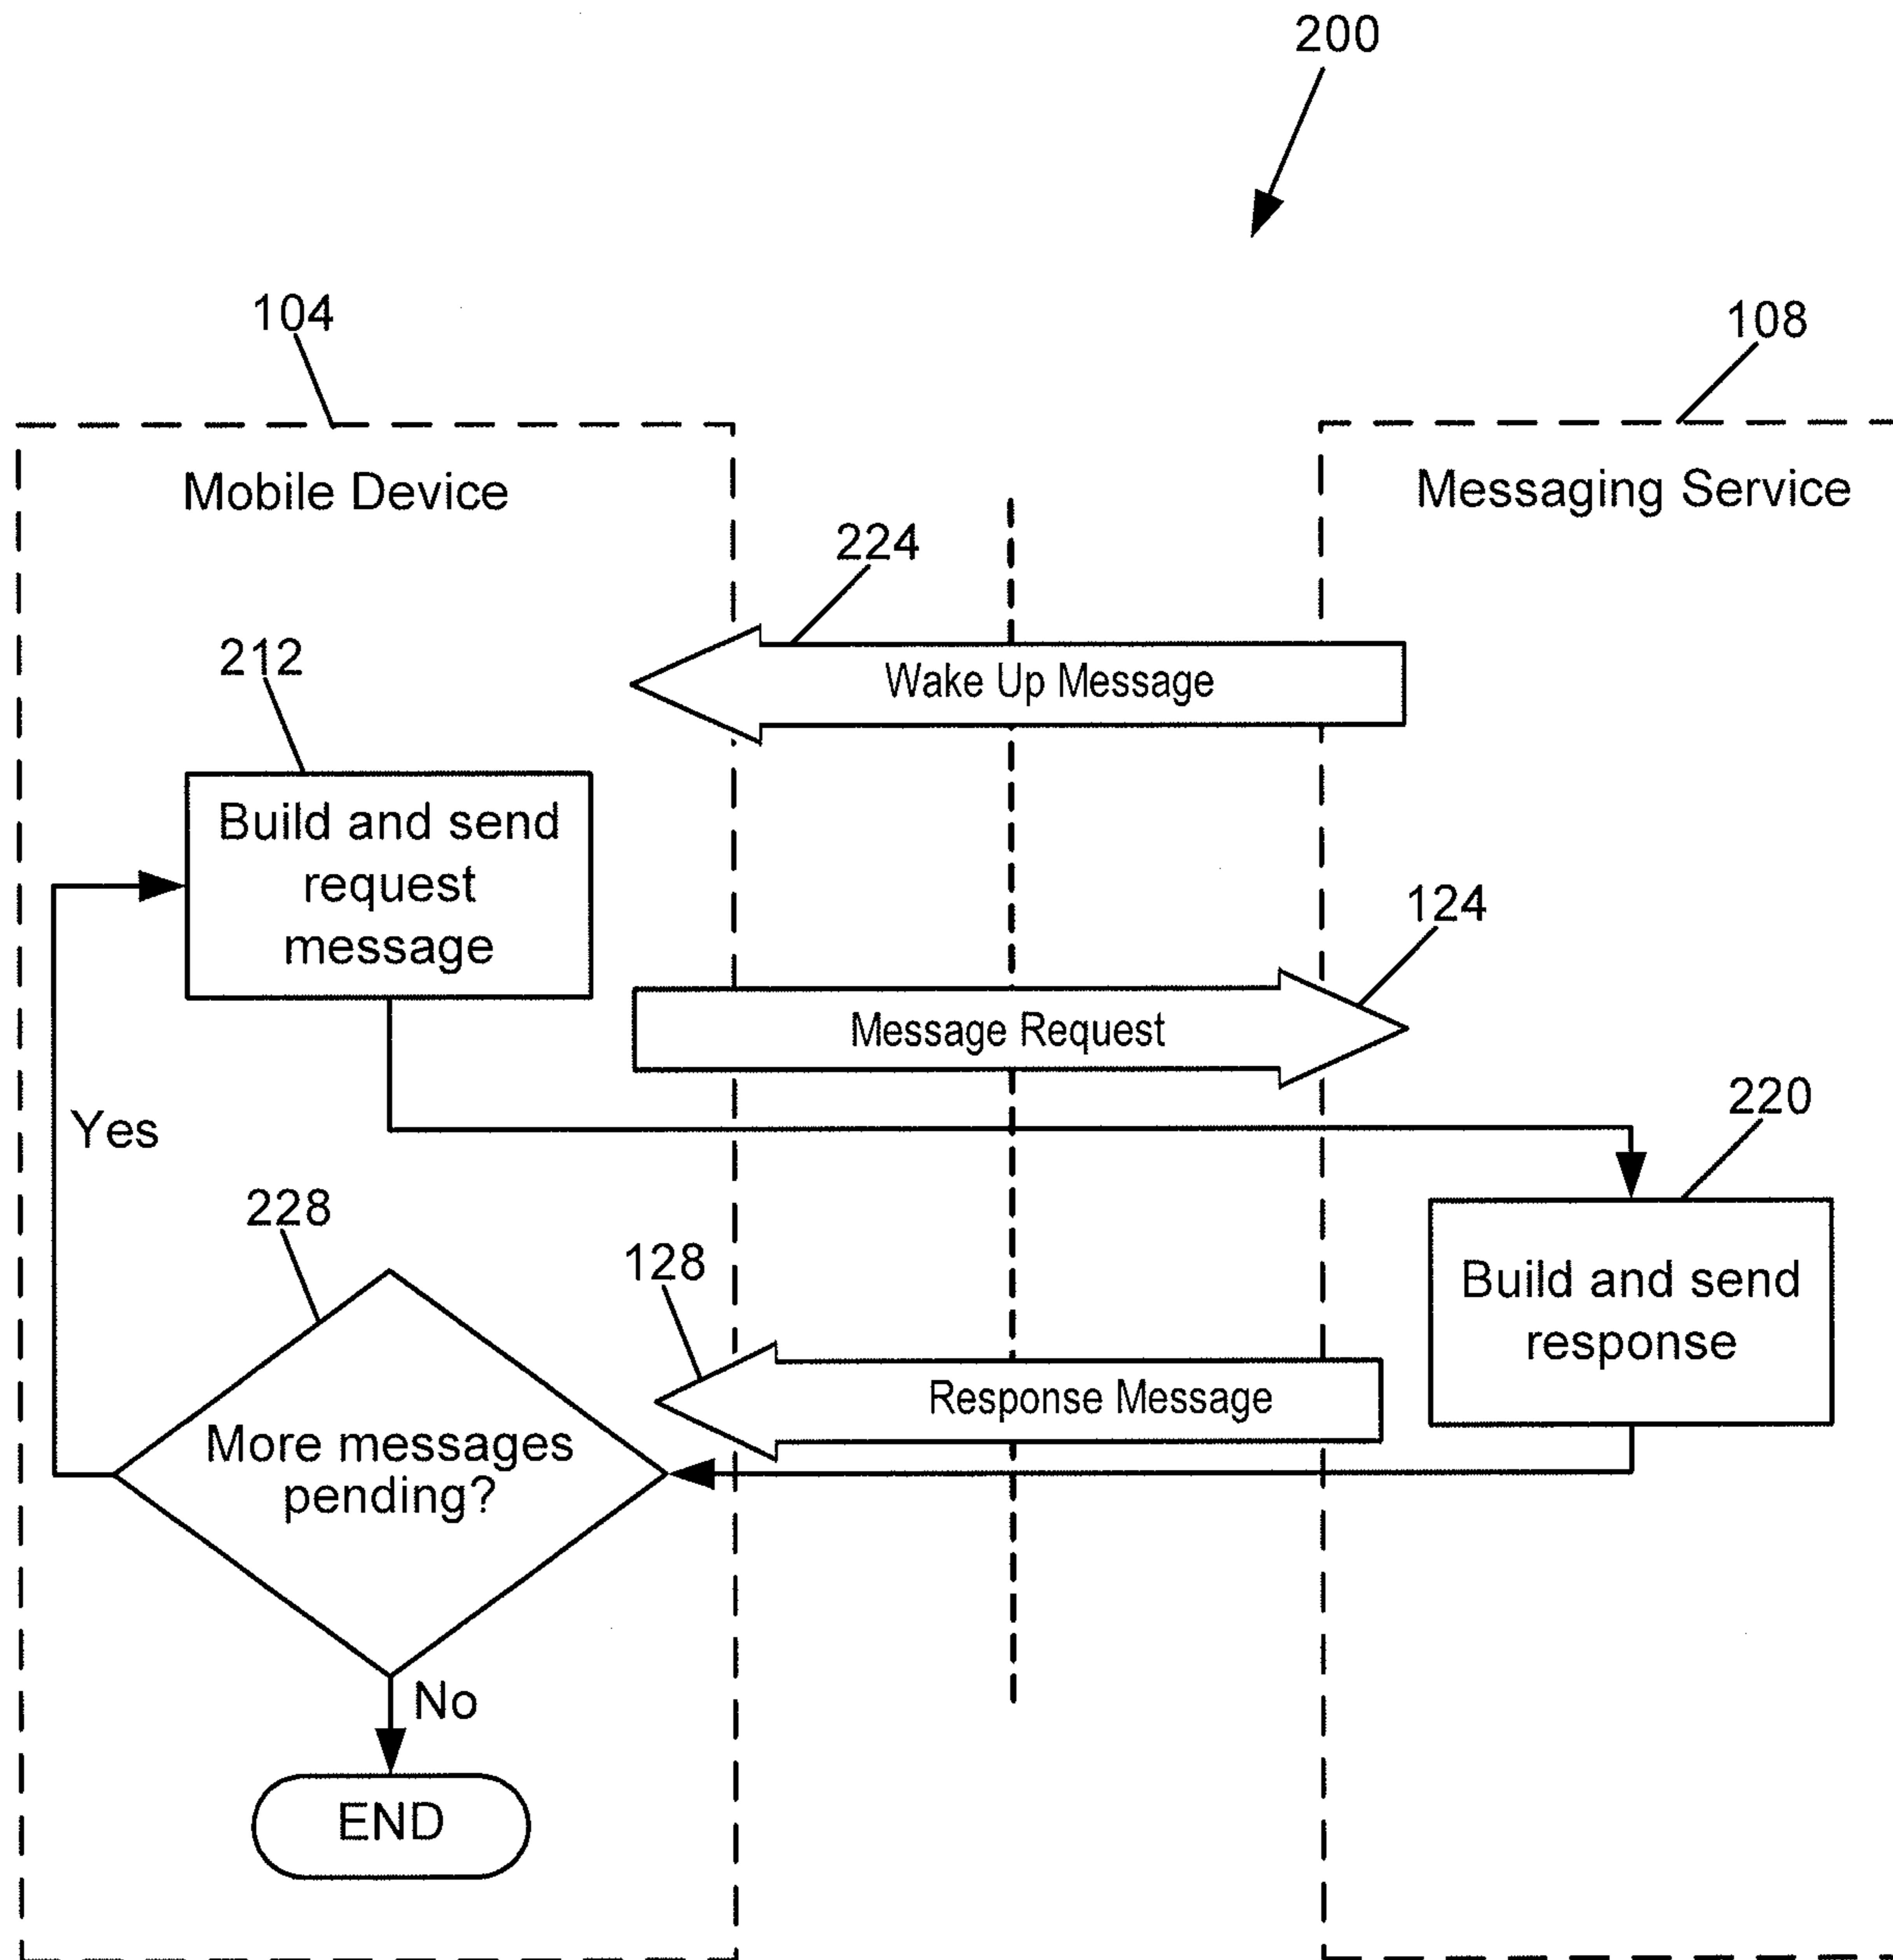 200
104
108
Mobile Device
Messaging Service
224
Wake Up Message
212
Build and send
request
message
124
Message Request
Yes
220
228
128
Build and send
response
Response Message
More messages
pending?
No
END